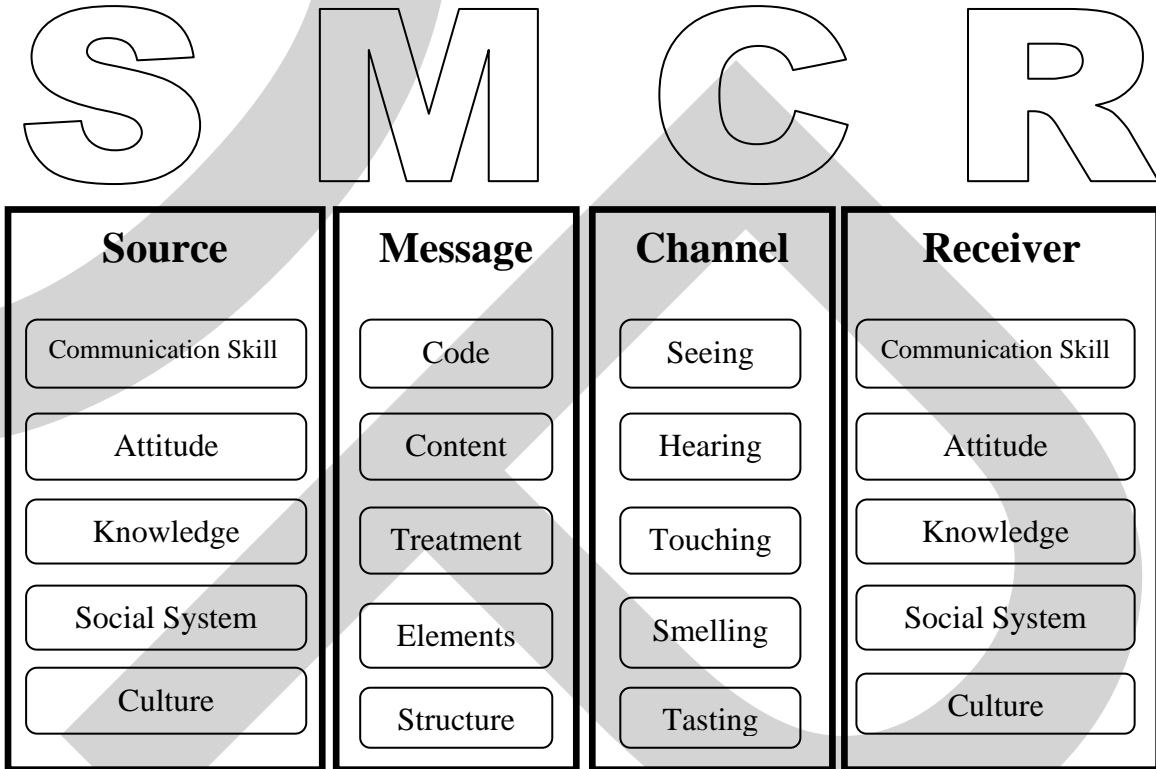 S M C R
Source
Communication Skill
Attitude
Knowledge
Social System
Culture
Message
Code
Content
Treatment
Elements
Structure
Channel
Seeing
Hearing
Touching
Smelling
Tasting
Receiver
Communication Skill
Attitude
Knowledge
Social System
Culture